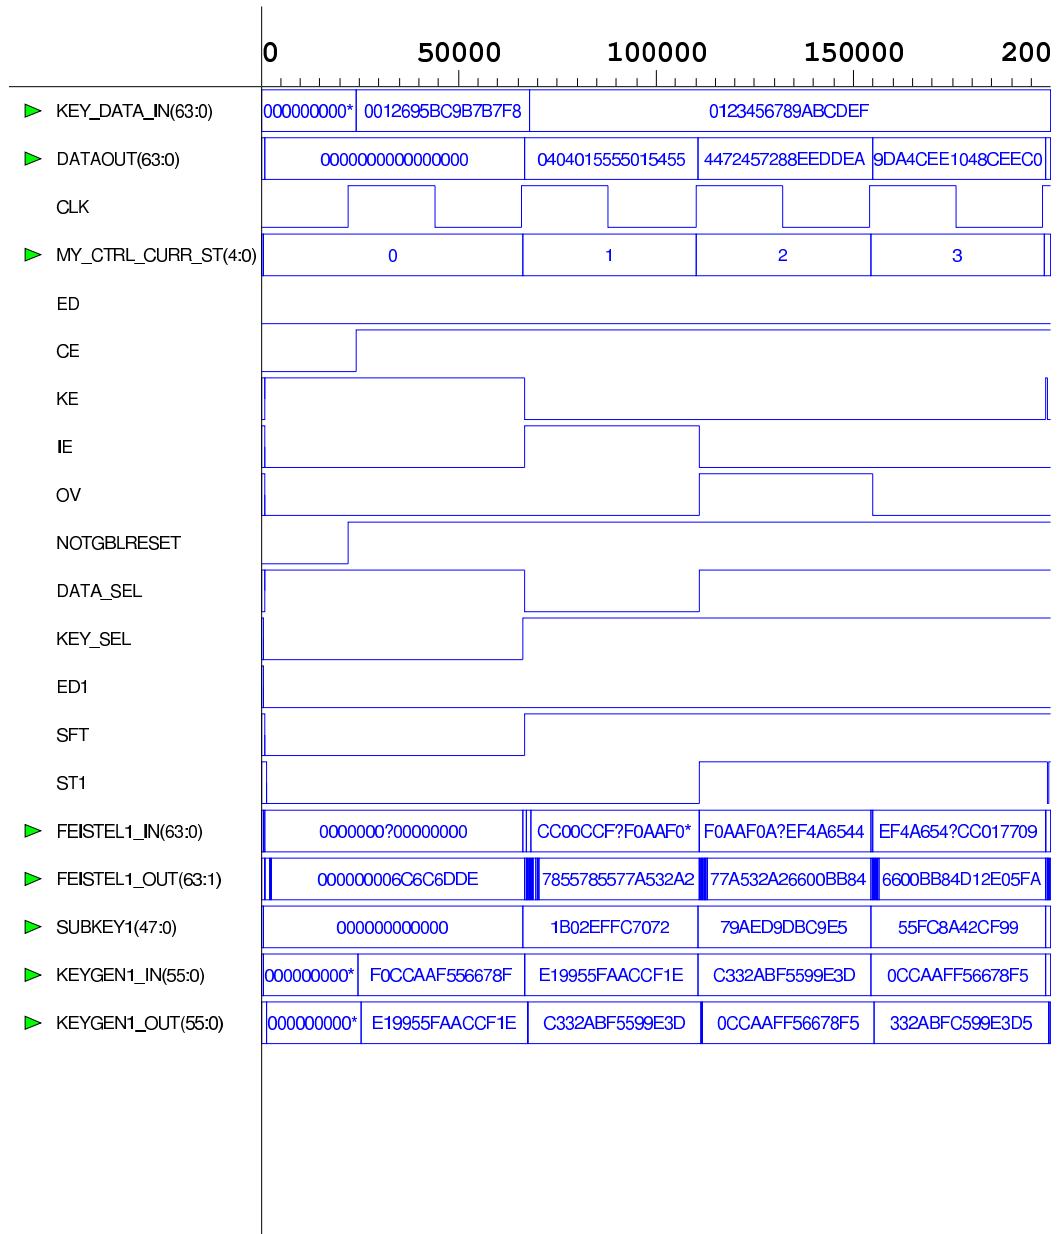 0 50000 100000 150000 200
KEY_DATA_IN(63:0) 000000000* 0012695BC9B7B7F8 0123456789ABCDEF
DATAOUT(63:0) 0000000000000000 0404015555015455 4472457288EEDDEA 9DA4CEE1048CEEC0
CLK
MY_CTRL_CURR_ST(4:0) 0 1 2 3
ED
CE
KE
IE
OV
NOTGBLRESET
DATA_SEL
KEY_SEL
ED1
SFT
ST1
FEISTEL1_IN(63:0) 0000000?00000000 CC00CCF?F0AAF0* F0AAF0A?EF4A6544 EF4A654?CC017709
FEISTEL1_OUT(63:1) 000000006C6C6DDE 7855785577A532A2 77A532A26600BB84 6600BB84D12E05FA
SUBKEY1(47:0) 000000000000 1B02EFFC7072 79AED9DBC9E5 55FC8A42CF99
KEYGEN1_IN(55:0) 000000000* F0CCAAF556678F E19955FAACCF1E C332ABF5599E3D 0CCAAFF56678F5
KEYGEN1_OUT(55:0) 000000000* E19955FAACCF1E C332ABF5599E3D 0CCAAFF56678F5 332ABFC599E3D5